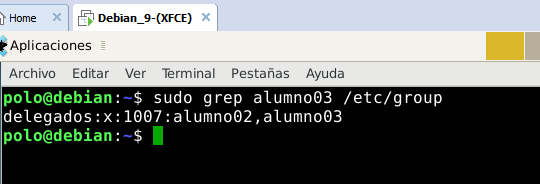 Home
Debian_9-(XFCE)
Aplicaciones
Archivo Editar Ver Terminal Pestañas Ayuda
polo@debian:~$ sudo grep alumno03 /etc/group
delegados:x:1007:alumno02,alumno03
polo@debian:~$